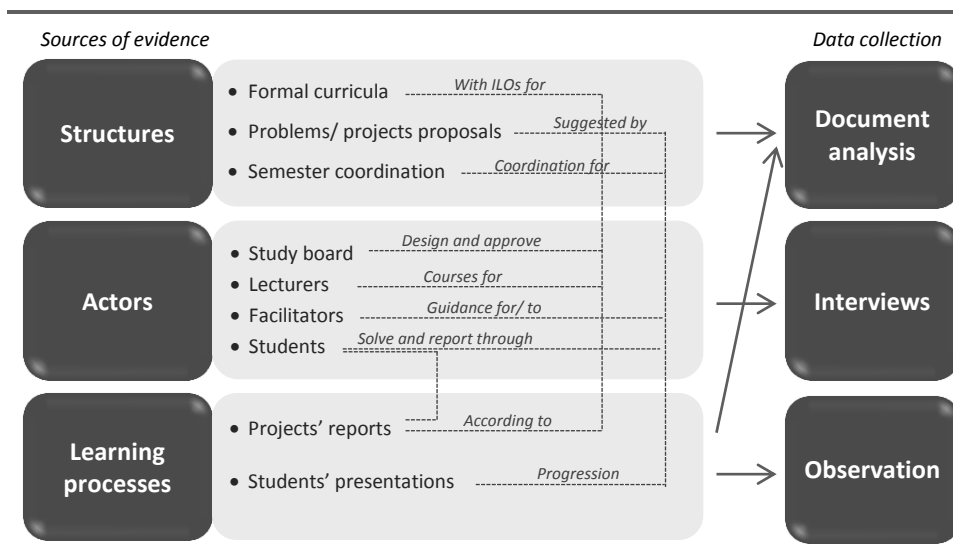 Sources of evidence
Data collection
Structures
• Formal curricula
With ILOs for
• Problems/ projects proposals
Suggested by
• Semester coordination
Coordination for
Document
analysis
Actors
• Study board
Design and approve
• Lecturers
Courses for
• Facilitators
Guidance for/ to
• Students
Solve and report through
Interviews
Learning
processes
• Projects’ reports
According to
• Students’ presentations
Progression
Observation